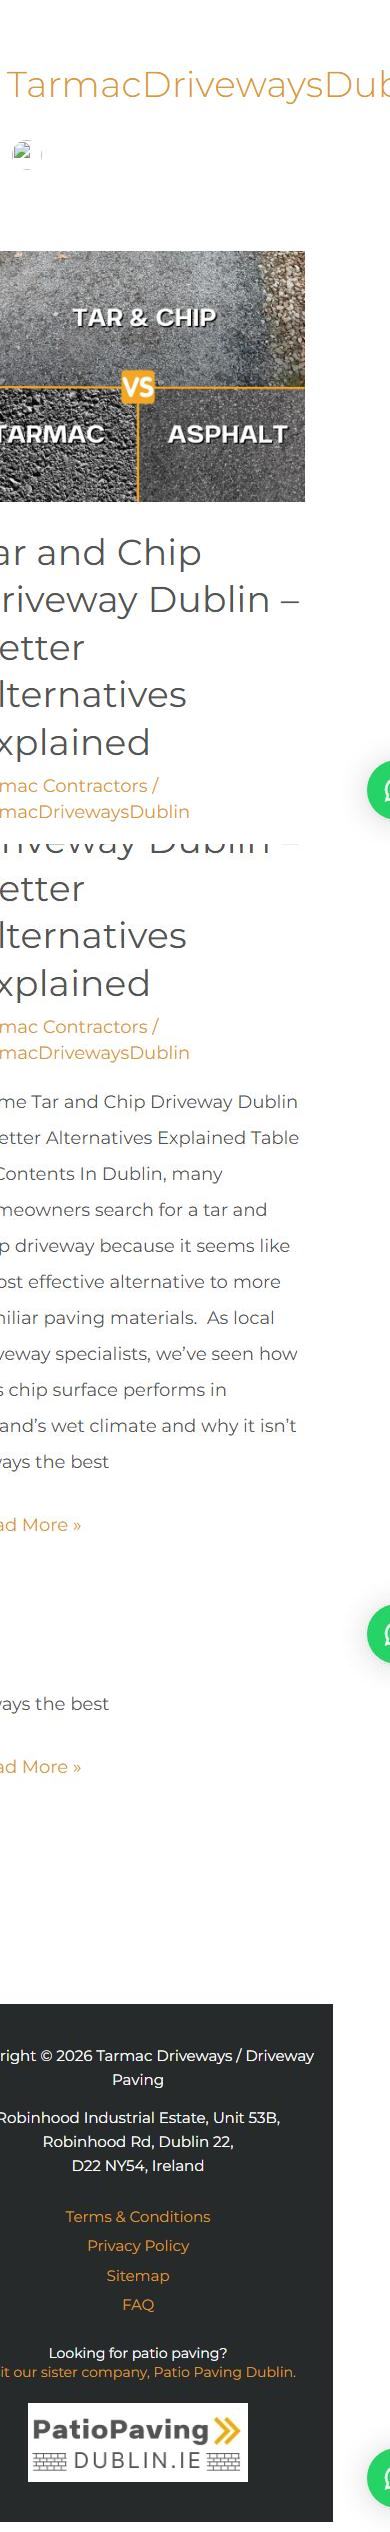 TarmacDrivewaysDub
TAR & CHIP
VS
TARMAC
ASPHALT
ar and Chip
riveway Dublin –
etter
lternatives
xplained
mac Contractors /
macDrivewaysDublin
riveway Dublin –
etter
lternatives
xplained
mac Contractors /
macDrivewaysDublin
me Tar and Chip Driveway Dublin
etter Alternatives Explained Table
Contents In Dublin, many
meowners search for a tar and
p driveway because it seems like
ost effective alternative to more
niliar paving materials.  As local
veway specialists, we’ve seen how
s chip surface performs in
and’s wet climate and why it isn’t
ways the best
ad More »
ways the best
ad More »
right © 2026 Tarmac Driveways / Driveway
Paving
Robinhood Industrial Estate, Unit 53B,
Robinhood Rd, Dublin 22,
D22 NY54, Ireland
Terms & Conditions
Privacy Policy
Sitemap
FAQ
Looking for patio paving?
it our sister company, Patio Paving Dublin.
PatioPaving
DUBLIN.IE